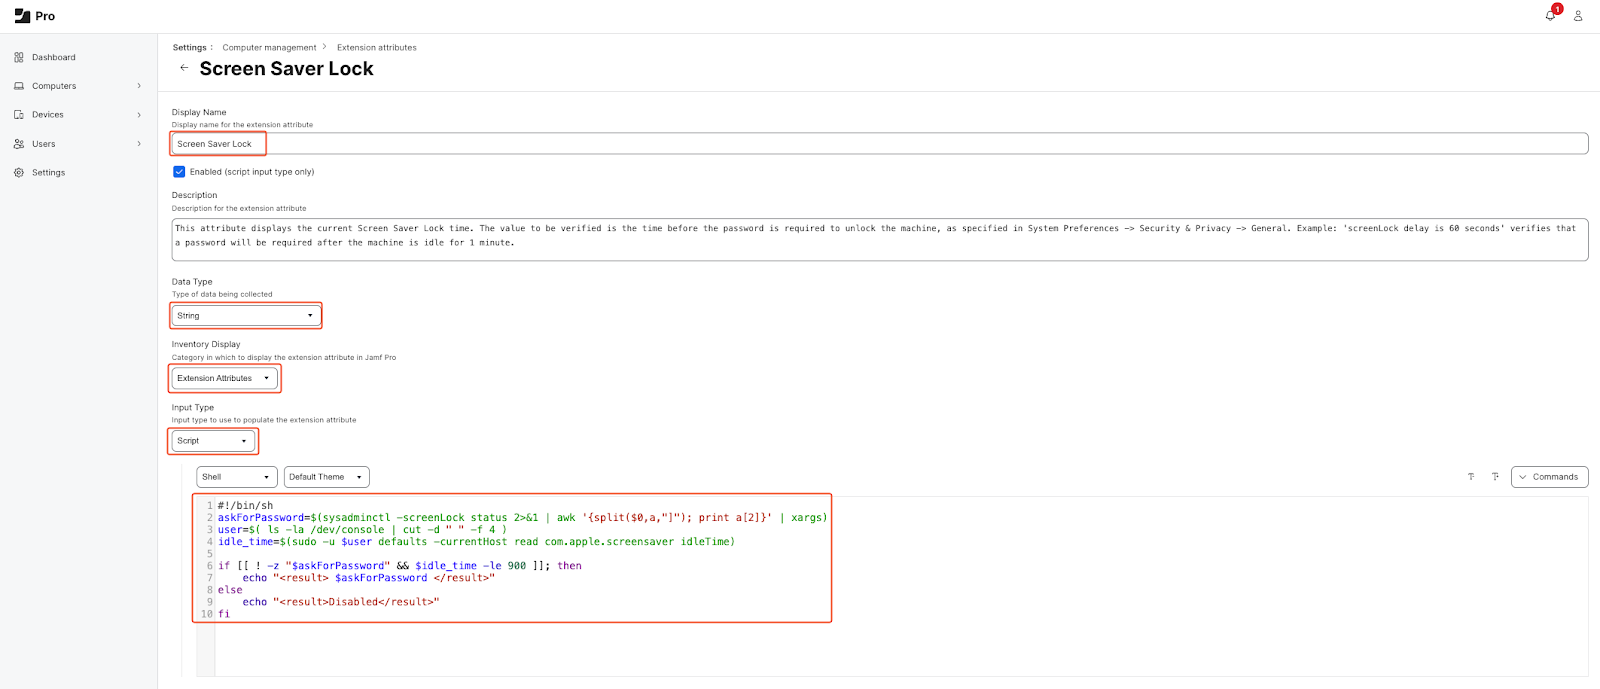 Pro
1
Dashboard
Computers
Devices
Users
Settings
Settings : Computer management > Extension attributes
← Screen Saver Lock
Display Name
Display name for the extension attribute
Screen Saver Lock
Enabled (script input type only)
Description
Description for the extension attribute
This attribute displays the current Screen Saver Lock time. The value to be verified is the time before the password is required to unlock the machine, as specified in System Preferences -> Security & Privacy -> General. Example: 'screenLock delay is 60 seconds' verifies that
a password will be required after the machine is idle for 1 minute.
Data Type
Type of data being collected
String
Inventory Display
Category in which to display the extension attribute in Jamf Pro
Extension Attributes
Input Type
Input type to use to populate the extension attribute
Script
Shell Default Theme Commands
1 #!/bin/sh
2 askForPassword=$(sysadminctl -screenLock status 2>&1 | awk '{split($0,a,"]"); print a[2]}' | xargs)
3 user=$( ls -la /dev/console | cut -d " " -f 4 )
4 idle_time=$(sudo -u $user defaults -currentHost read com.apple.screensaver idleTime)
5
6 if [[ ! -z "$askForPassword" && $idle_time -le 900 ]]; then
7     echo "<result> $askForPassword </result>"
8 else
9     echo "<result>Disabled</result>"
10 fi